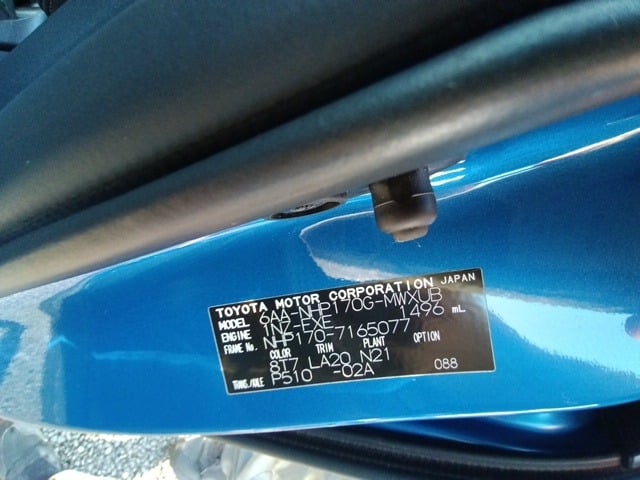 TOYOTA MOTOR CORPORATION JAPAN
MODEL 6AA-NHP170G-MWXUB
ENGINE 1NZ-EXE 1496 mL
FRAME No. NHP170-7165077
COLOR TRIM PLANT OPTION
8T7 LA20 N21
TRANS./AXLE P510 -02A 088